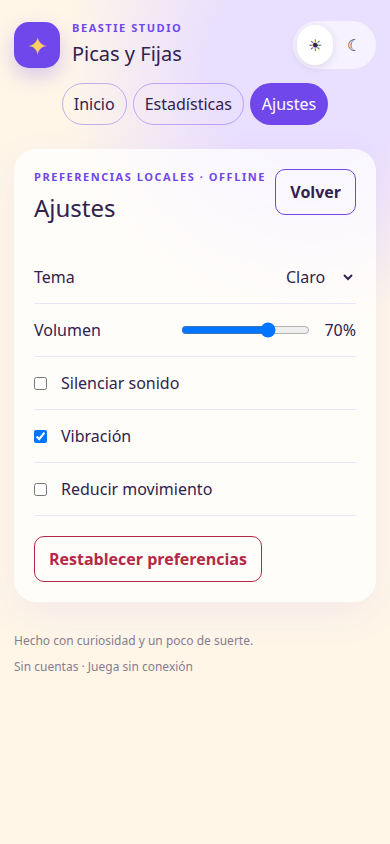 BEASTIE STUDIO
Picas y Fijas
Inicio
Estadísticas
Ajustes
PREFERENCIAS LOCALES · OFFLINE
Ajustes
Volver
Tema
Claro
Volumen
70%
Silenciar sonido
Vibración
Reducir movimiento
Restablecer preferencias
Hecho con curiosidad y un poco de suerte.
Sin cuentas · Juega sin conexión